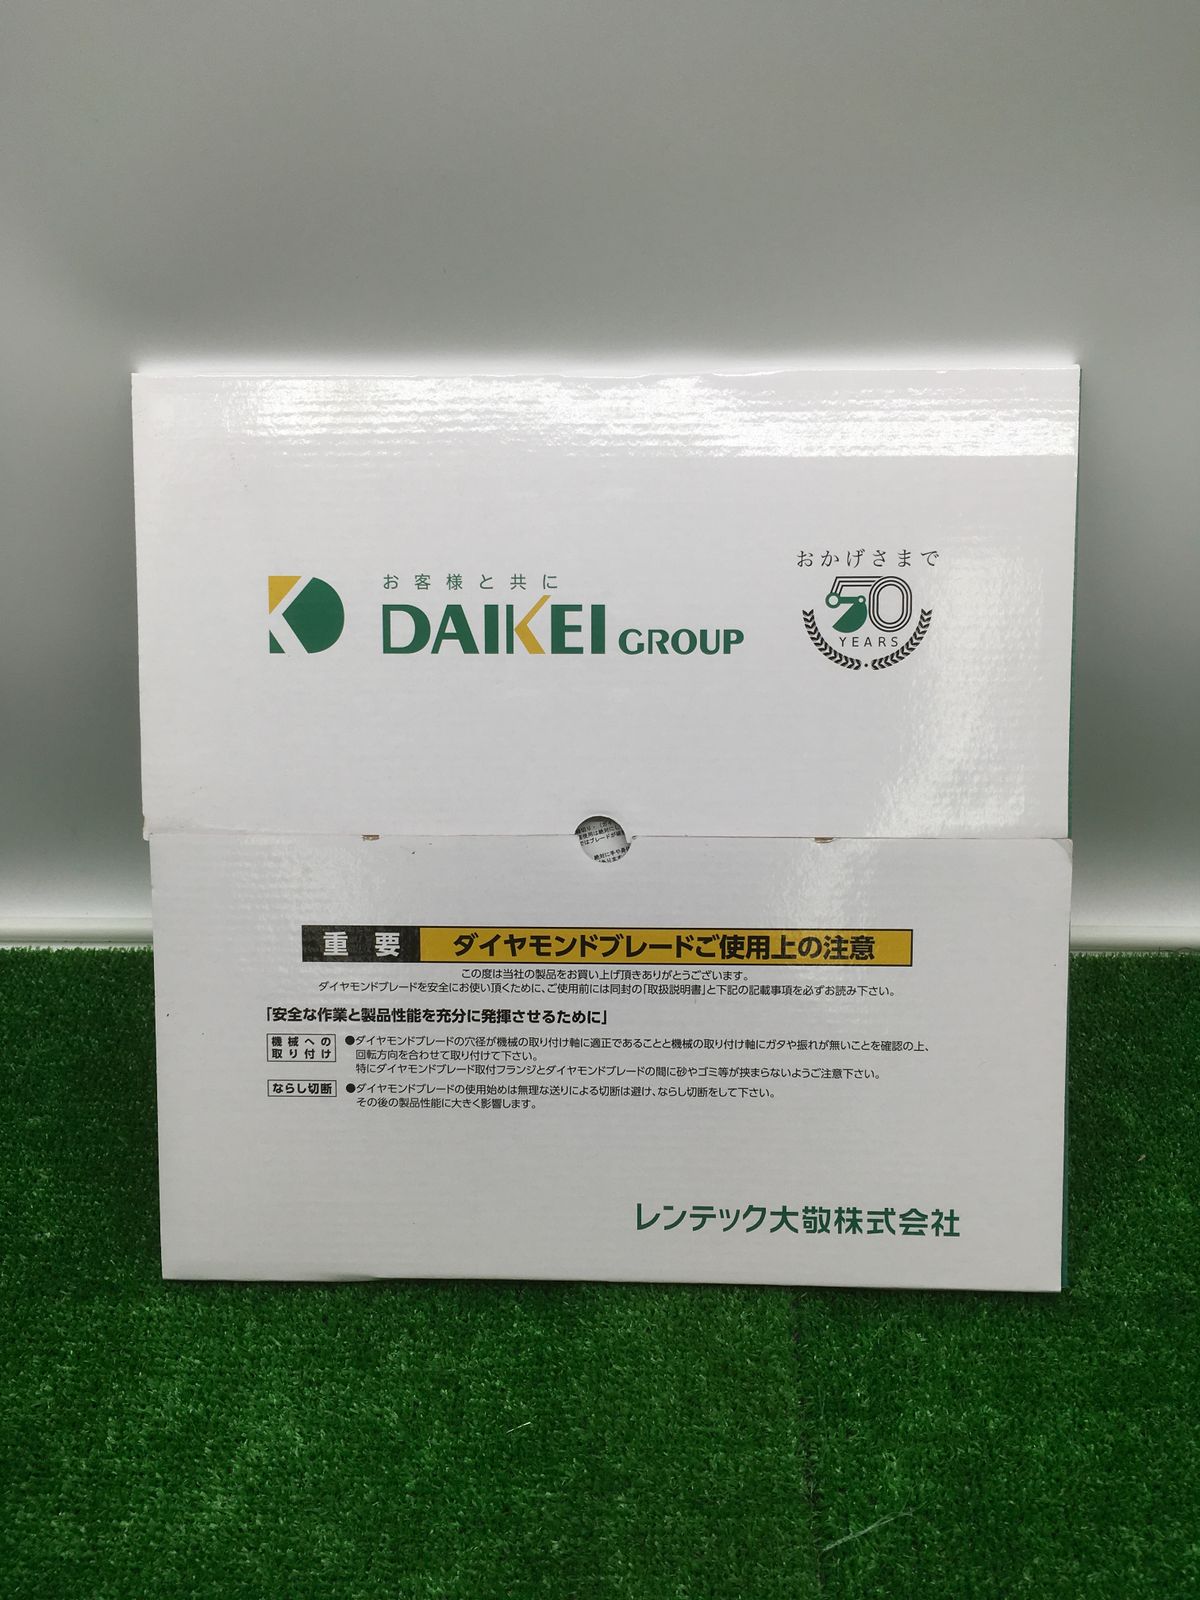 おかげさまで
50
YEARS
お客様と共に
DAIKEI GROUP
重要 ダイヤモンドブレードご使用上の注意
この度は当社の製品をお買い上げ頂きありがとうございます。
ダイヤモンドブレードを安全にお使い頂くために、ご使用前には同封の「取扱説明書」と下記の記載事項を必ずお読み下さい。
「安全な作業と製品性能を充分に発揮させるために」
機械への
取り付け
●ダイヤモンドブレードの穴径が機械の取り付け軸に適正であることと機械の取り付け軸にガタや振れが無いことを確認の上、
回転方向を合わせて取り付けて下さい。
特にダイヤモンドブレード取付フランジとダイヤモンドブレードの間に砂やゴミ等が挟まらないようご注意下さい。
ならし切断
●ダイヤモンドブレードの使用始めは無理な送りによる切断は避け、ならし切断をして下さい。
その後の製品性能に大きく影響します。
レンテック大敬株式会社